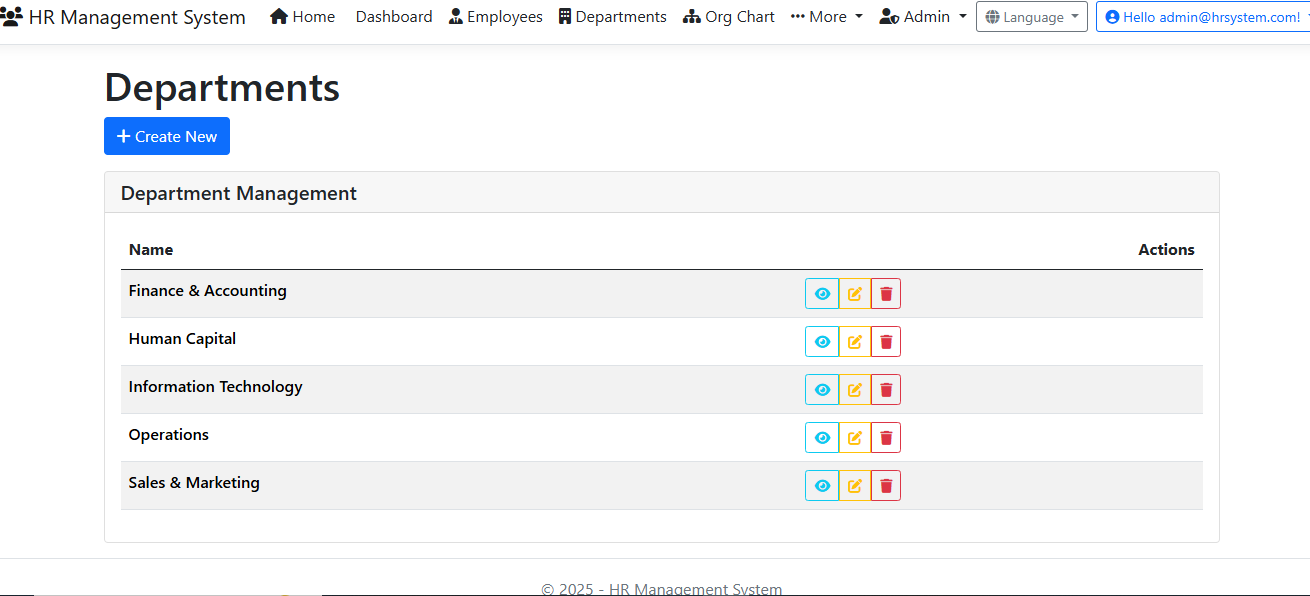 HR Management System Home Dashboard Employees Departments Org Chart More Admin Language Hello admin@hrsystem.com!
Departments
Create New
Department Management
Name Actions
Finance & Accounting
Human Capital
Information Technology
Operations
Sales & Marketing
© 2025 - HR Management System